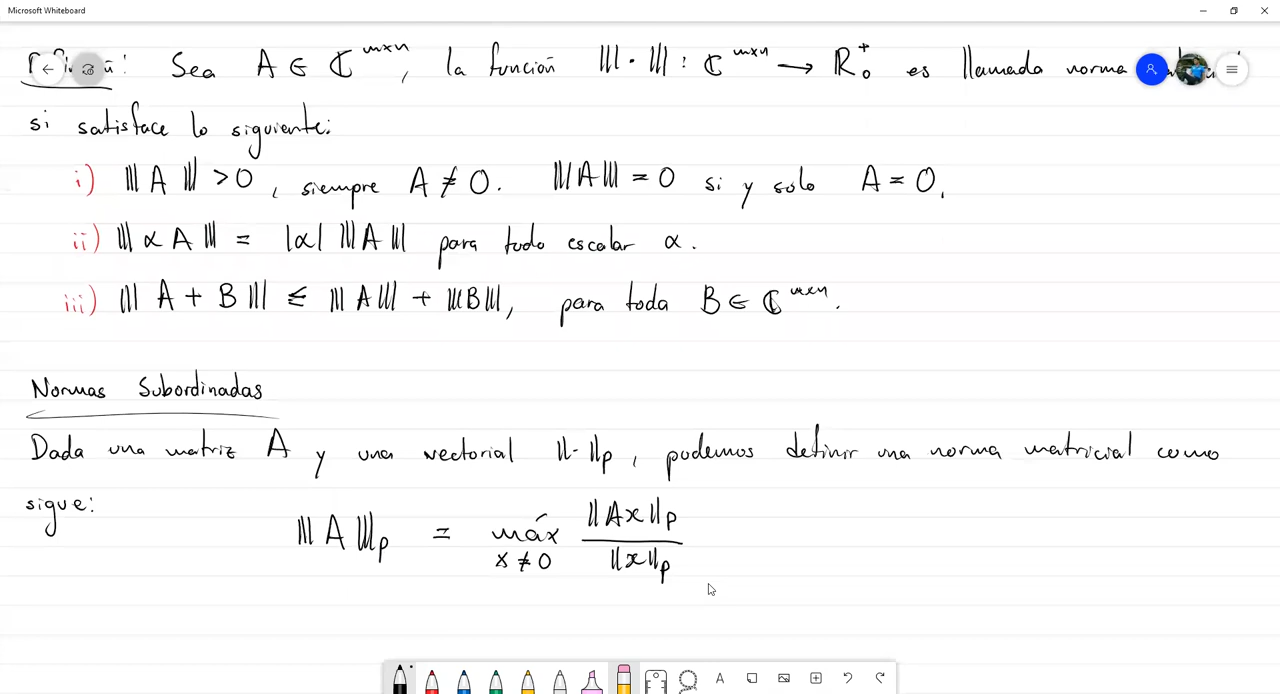 Microsoft Whiteboard
Sea A ∈ ℂ^{m×n}, la función |||·||| : ℂ^{m×n} → ℝ₀⁺ es llamada norma
si satisface lo siguiente:
i) |||A||| > 0, siempre A ≠ 0. |||A||| = 0 si y solo A = 0.
ii) |||αA||| = |α| |||A||| para todo escalar α.
iii) |||A + B||| ≤ |||A||| + |||B|||, para toda B ∈ ℂ^{m×n}.
Normas Subordinadas
Dada una matriz A y una vectorial ||·||_p, podemos definir una norma matricial como
sigue:
|||A|||_p = máx_{x≠0} ||Ax||_p / ||x||_p
A